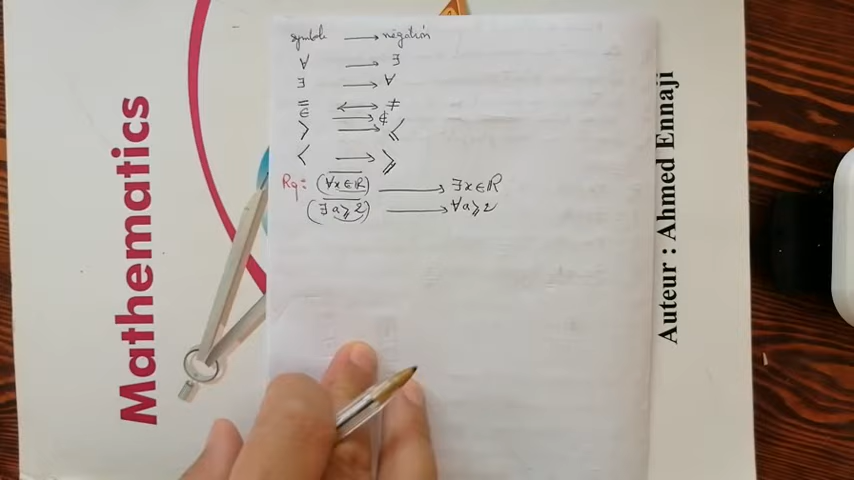 symbole → négation
∀ → ∃
∃ → ∀
= ↔ ≠
∈ → ∉
> → ⩽
< → ⩾
Rq: (∀x∈ℝ) → ∃x∈ℝ
(∃a⩾2) → ∀a⩾2
Mathematics
Auteur : Ahmed Ennaji